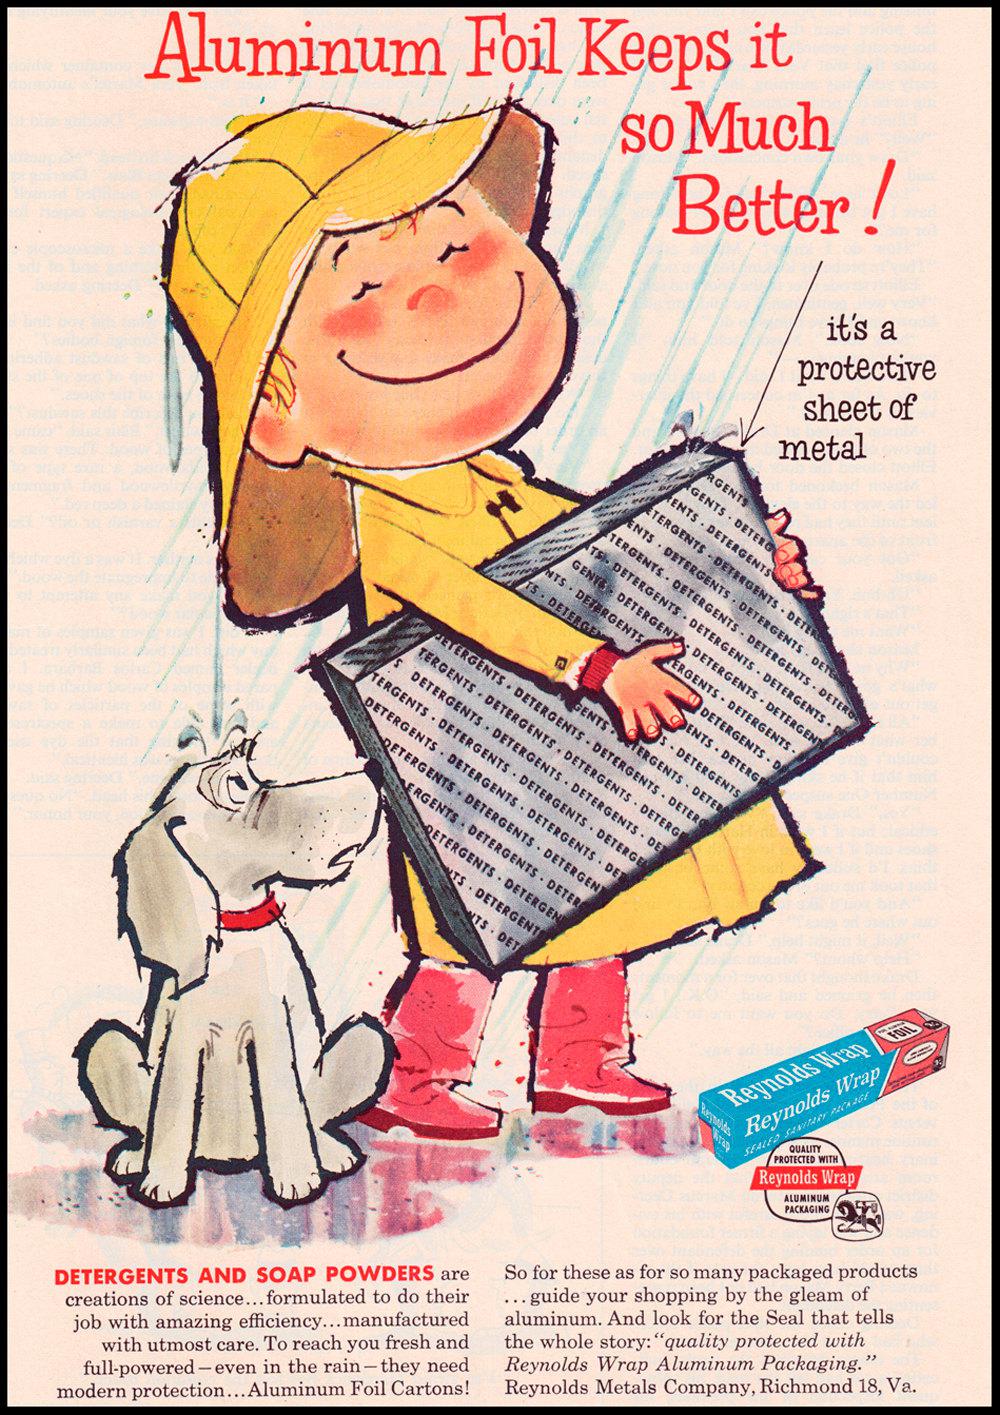 Aluminum Foil Keeps it
so Much
Better!
it's a
protective
sheet of
metal
DETERGENTS · DETERGENTS · DETERGENTS
Reynolds Wrap
Reynolds Wrap
SEALED SANITARY PACKAGE
Reynolds
Wrap
FOIL
QUALITY
PROTECTED WITH
Reynolds Wrap
ALUMINUM
PACKAGING
DETERGENTS AND SOAP POWDERS are
creations of science...formulated to do their
job with amazing efficiency...manufactured
with utmost care. To reach you fresh and
full-powered—even in the rain—they need
modern protection...Aluminum Foil Cartons!
So for these as for so many packaged products
...guide your shopping by the gleam of
aluminum. And look for the Seal that tells
the whole story: "quality protected with
Reynolds Wrap Aluminum Packaging."
Reynolds Metals Company, Richmond 18, Va.